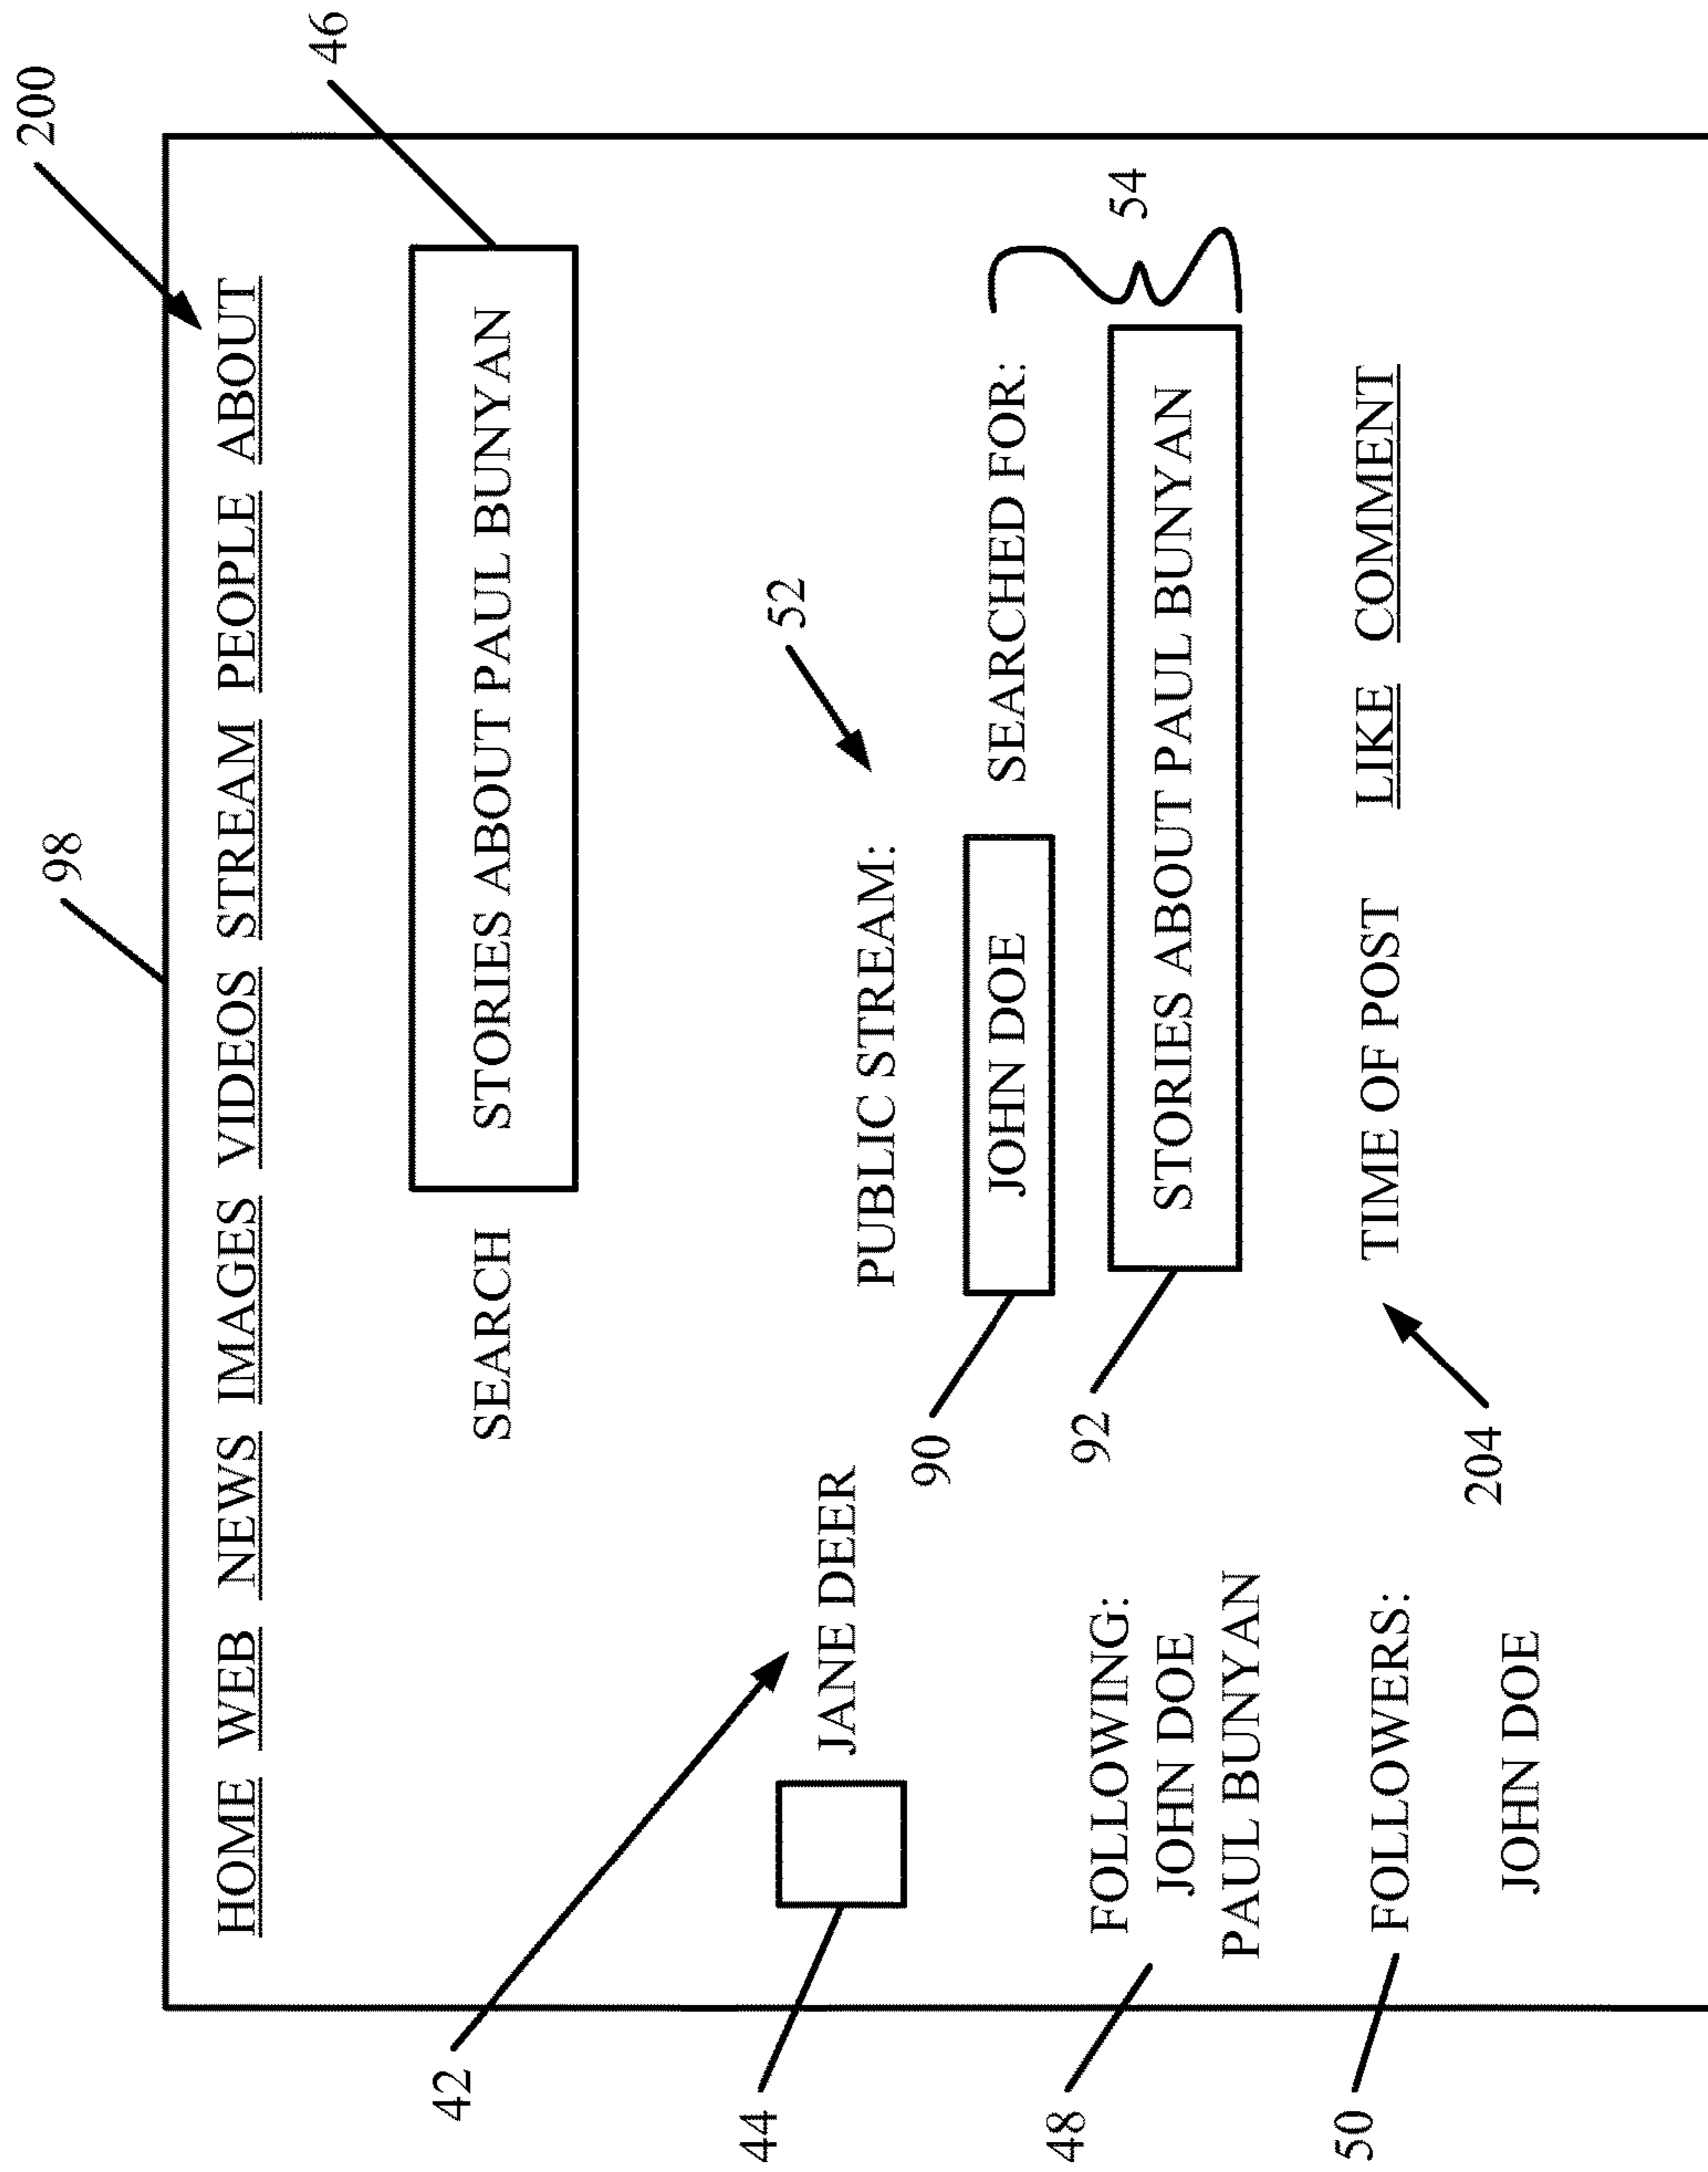 98
200
HOME WEB NEWS IMAGES VIDEOS STREAM PEOPLE ABOUT
46
SEARCH STORIES ABOUT PAUL BUNYAN
42
52
44
JANE DEER
PUBLIC STREAM:
90
JOHN DOE SEARCHED FOR:
54
92
STORIES ABOUT PAUL BUNYAN
48
FOLLOWING:
JOHN DOE
PAUL BUNYAN
TIME OF POST LIKE COMMENT
204
50
FOLLOWERS:
JOHN DOE